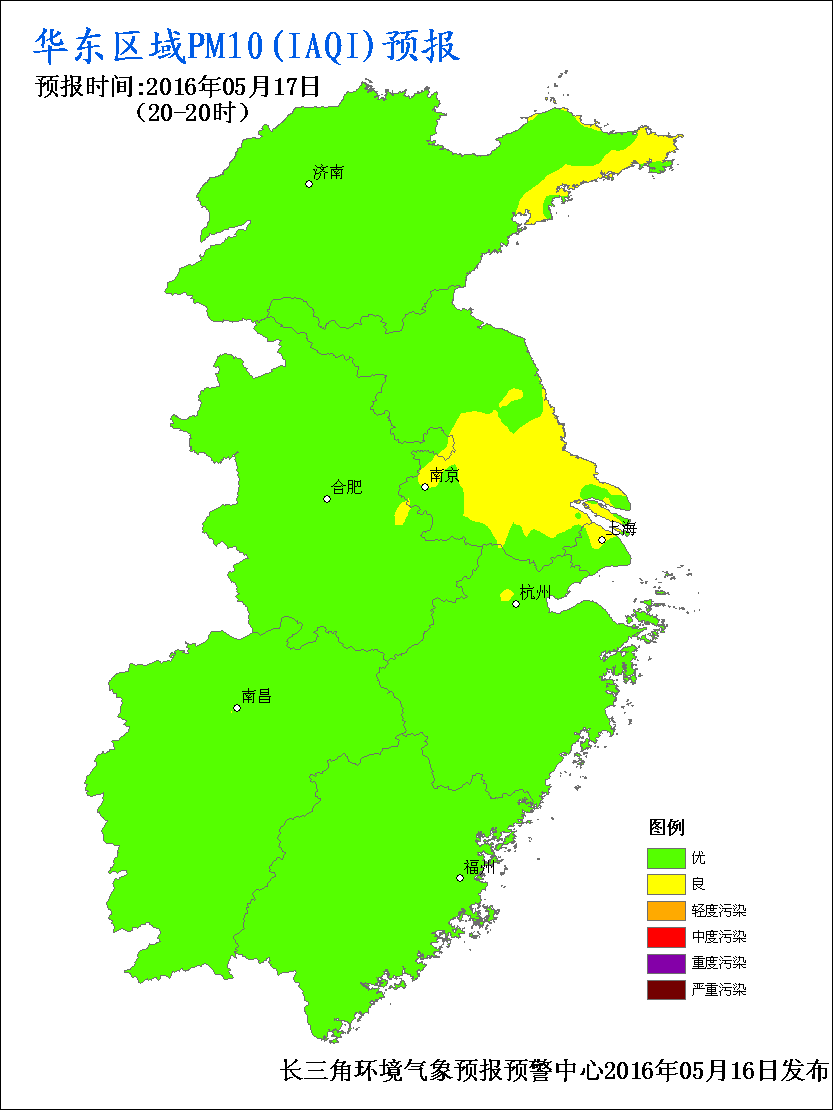 华东区域PM10(IAQI)预报
预报时间:2016年05月17日
(20-20时)
济南
南京
合肥
上海
杭州
南昌
福州
图例
优
良
轻度污染
中度污染
重度污染
严重污染
长三角环境气象预报预警中心2016年05月16日发布